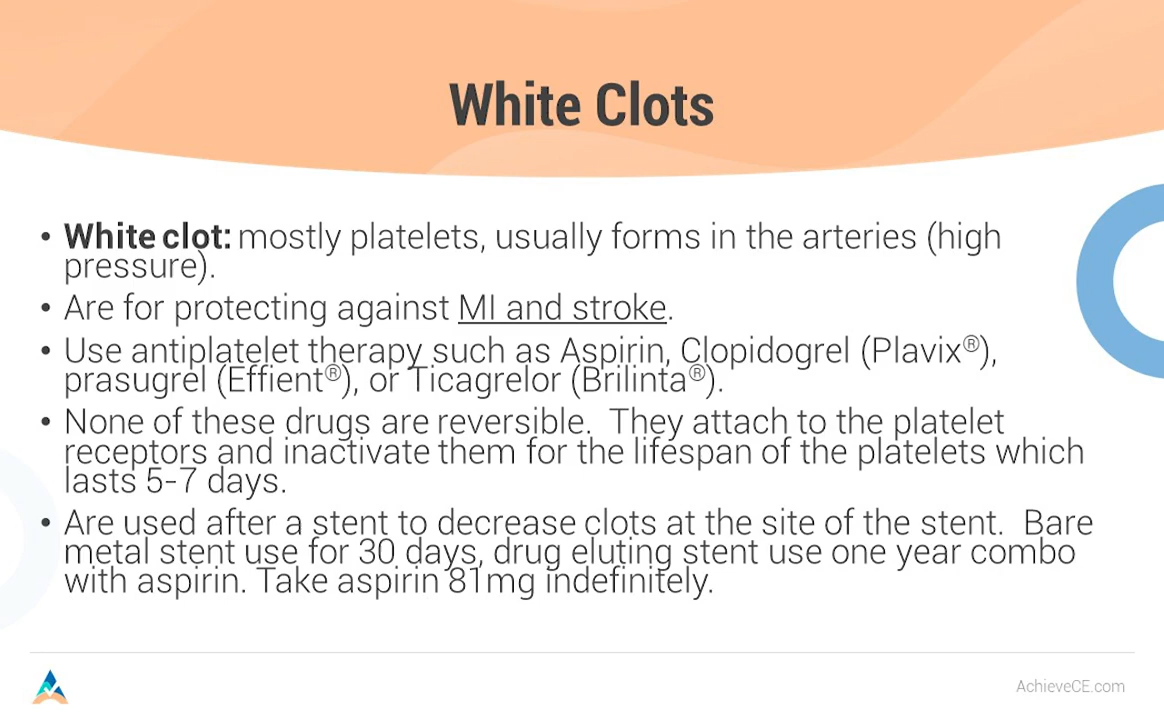 White Clots
• White clot: mostly platelets, usually forms in the arteries (high
pressure).
• Are for protecting against MI and stroke.
• Use antiplatelet therapy such as Aspirin, Clopidogrel (Plavix®),
prasugrel (Effient®), or Ticagrelor (Brilinta®).
• None of these drugs are reversible.  They attach to the platelet
receptors and inactivate them for the lifespan of the platelets which
lasts 5-7 days.
• Are used after a stent to decrease clots at the site of the stent.  Bare
metal stent use for 30 days, drug eluting stent use one year combo
with aspirin. Take aspirin 81mg indefinitely.
AchieveCE.com